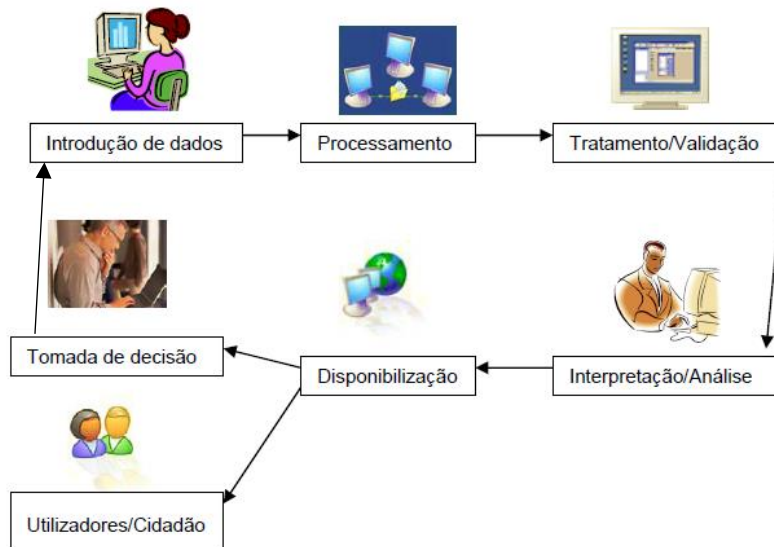 Introdução de dados
Processamento
Tratamento/Validação
Tomada de decisão
Disponibilização
Interpretação/Análise
Utilizadores/Cidadão